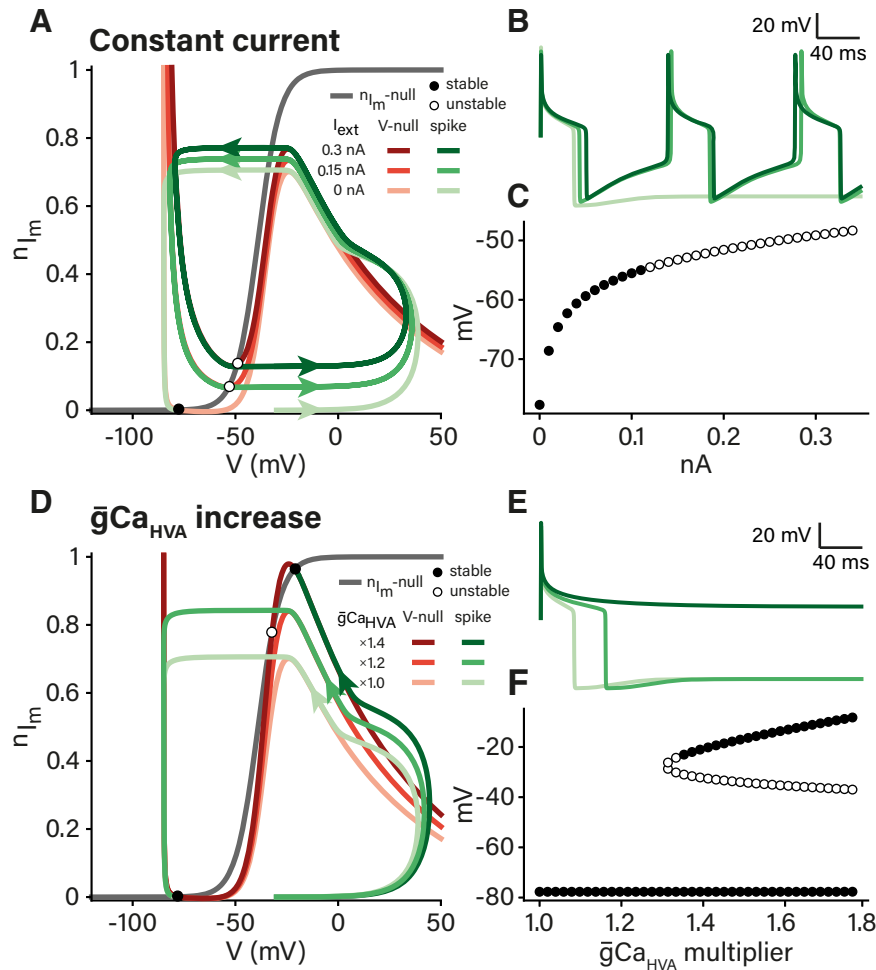 A
Constant current
n_Im-null
stable
unstable
I_ext V-null spike
0.3 nA
0.15 nA
0 nA
1
0.8
0.6
0.4
0.2
0
n_Im
-100 -50 0 50
V (mV)
B
20 mV
40 ms
C
-50
-60
-70
mV
0 0.1 0.2 0.3
nA
D
ḡCa_HVA increase
n_Im-null
stable
unstable
ḡCa_HVA V-null spike
×1.4
×1.2
×1.0
1
0.8
0.6
0.4
0.2
0
n_Im
-100 -50 0 50
V (mV)
E
20 mV
40 ms
F
-20
-40
-60
-80
mV
1.0 1.2 1.4 1.6 1.8
ḡCa_HVA multiplier